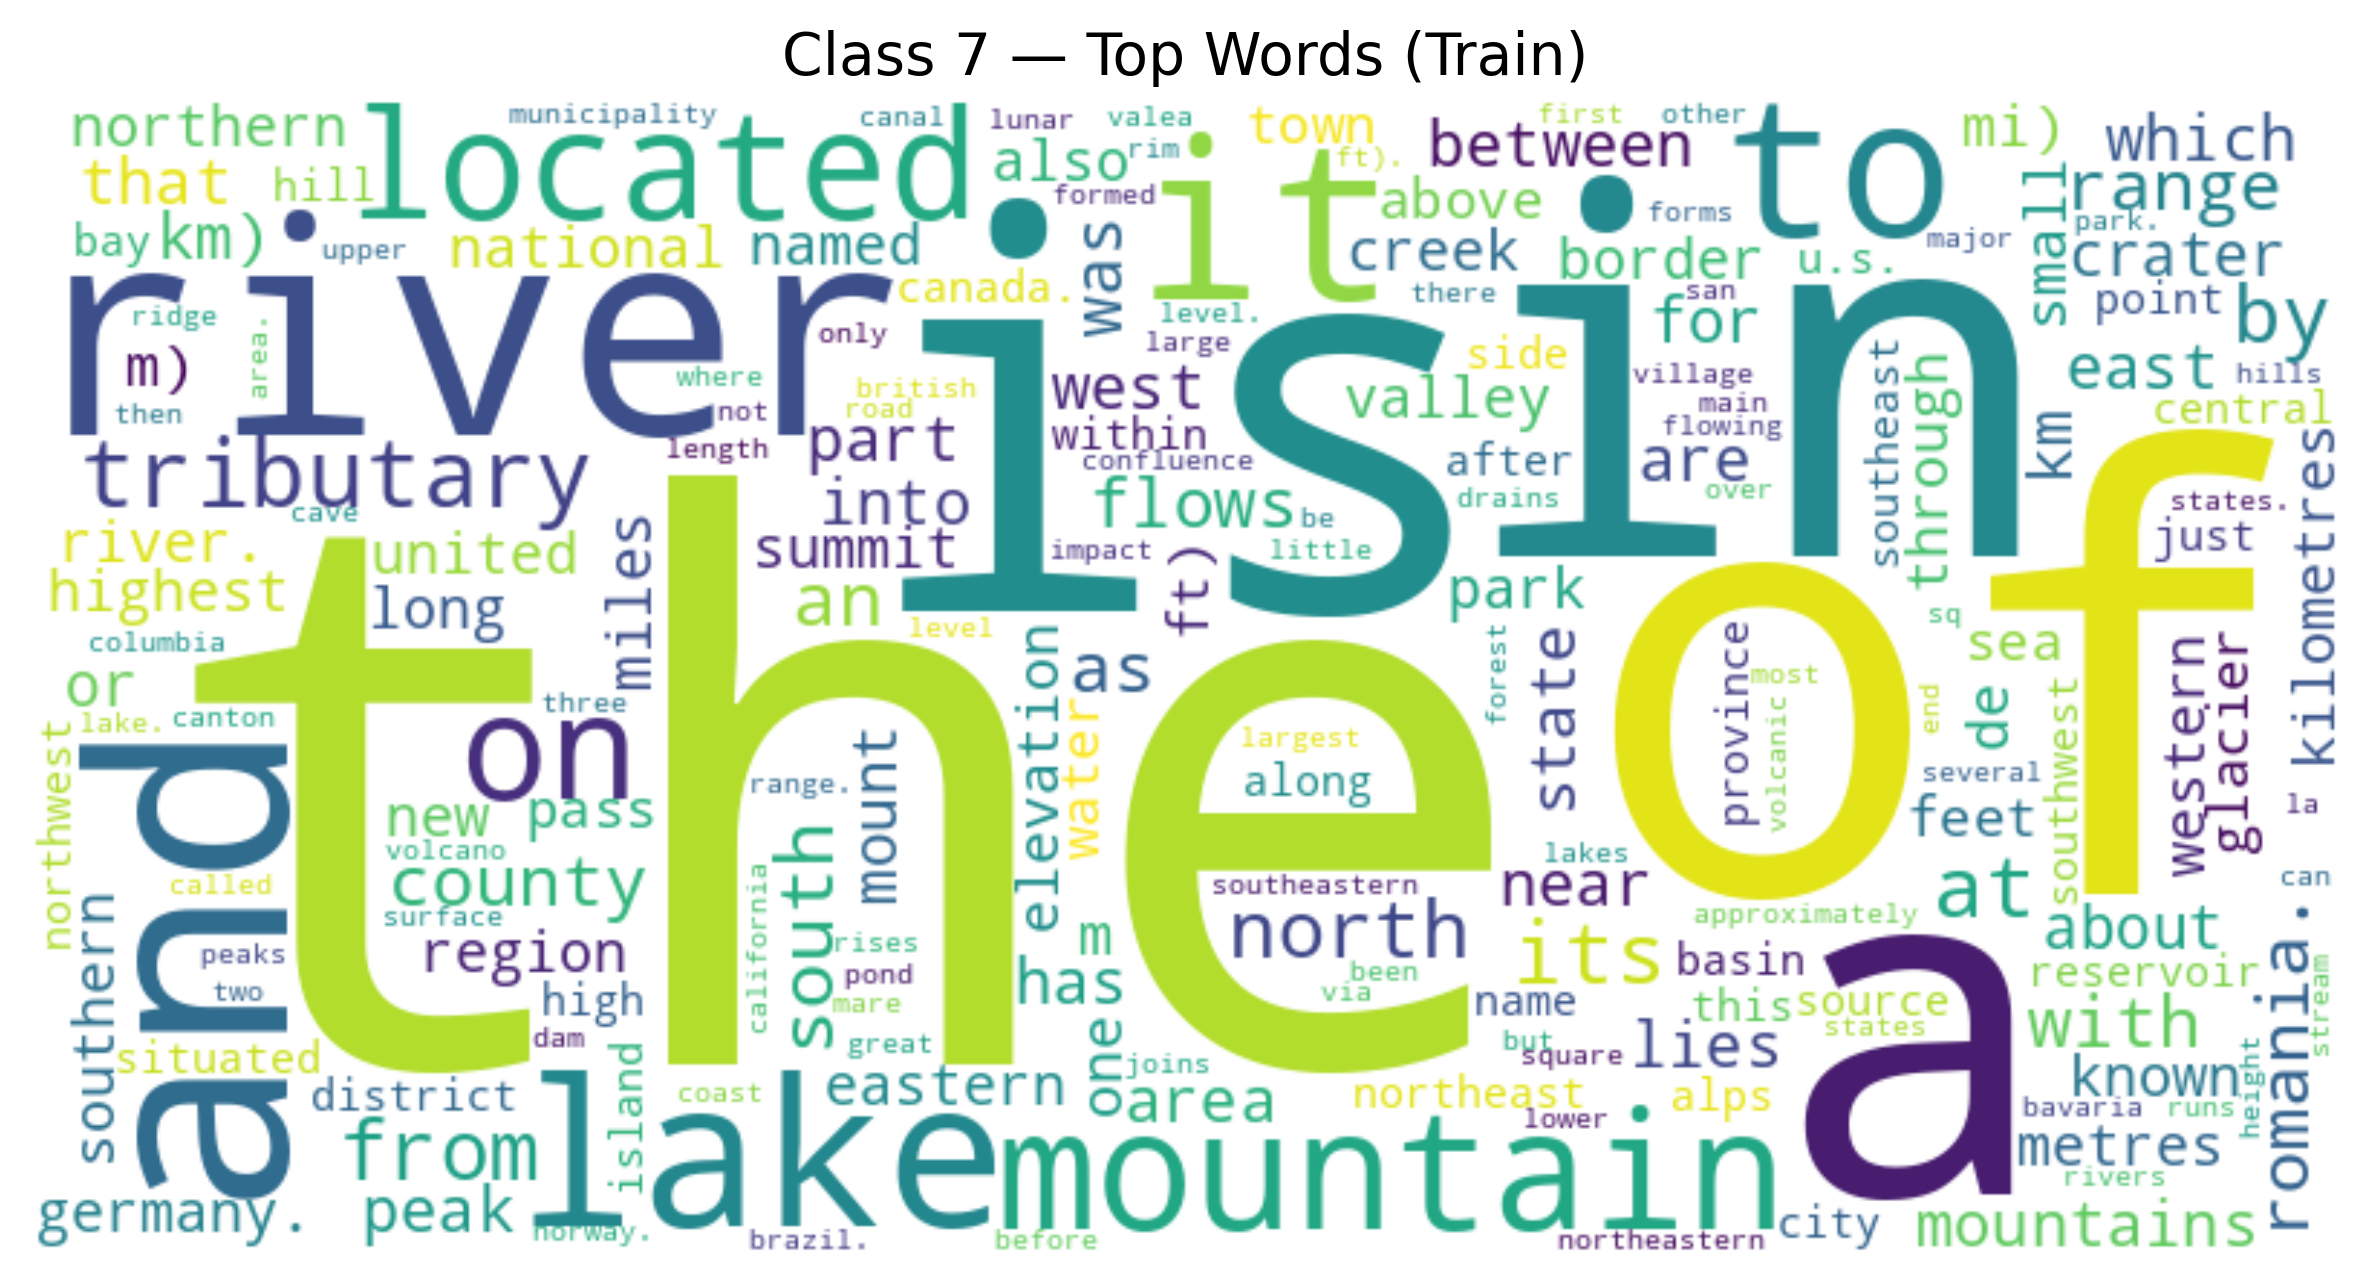 Class 7 — Top Words (Train)
northern
municipality
canal
lunar
valea
town
first
other
mi)
which
that
hill
located
also
rim
it
ft).
between
to
range
bay
km)
upper
national
named
formed
above
forms
small
park.
river
canada.
was
creek
border
u.s.
major
crater
ridge
area.
m)
then
only
level.
large
there
san
for
point
by
is
in
where
british
road
not
length
west
within
confluence
valley
side
village
main
flowing
southeast
through
east
hills
central
km
tributary
part
into
summit
flows
be
after
drains
are
over
of
states.
just
kilometres
cave
river.
highest
united
long
miles
an
level
impact
ft)
little
park
columbia
or
lake.
canton
three
the
elevation
as
water
forest
state
province
most
volcanic
end
sq
sea
de
southwest
western
glacier
northwest
and
on
new
pass
volcano
county
range.
mount
largest
along
several
feet
la
called
surface
region
california
south
southeastern
north
near
lakes
at
can
southern
peaks
two
high
dam
rises
pond
mare
great
m
has
been
via
its
basin
approximately
a
about
reservoir
romania.
stream
situated
district
island
coast
eastern
one
joins
area
name
but
square
this
source
states
lies
with
known
height
from
lake
mountain
northeast
lower
alps
bavaria
runs
metres
rivers
germany.
peak
norway.
brazil.
before
northeastern
city
mountains